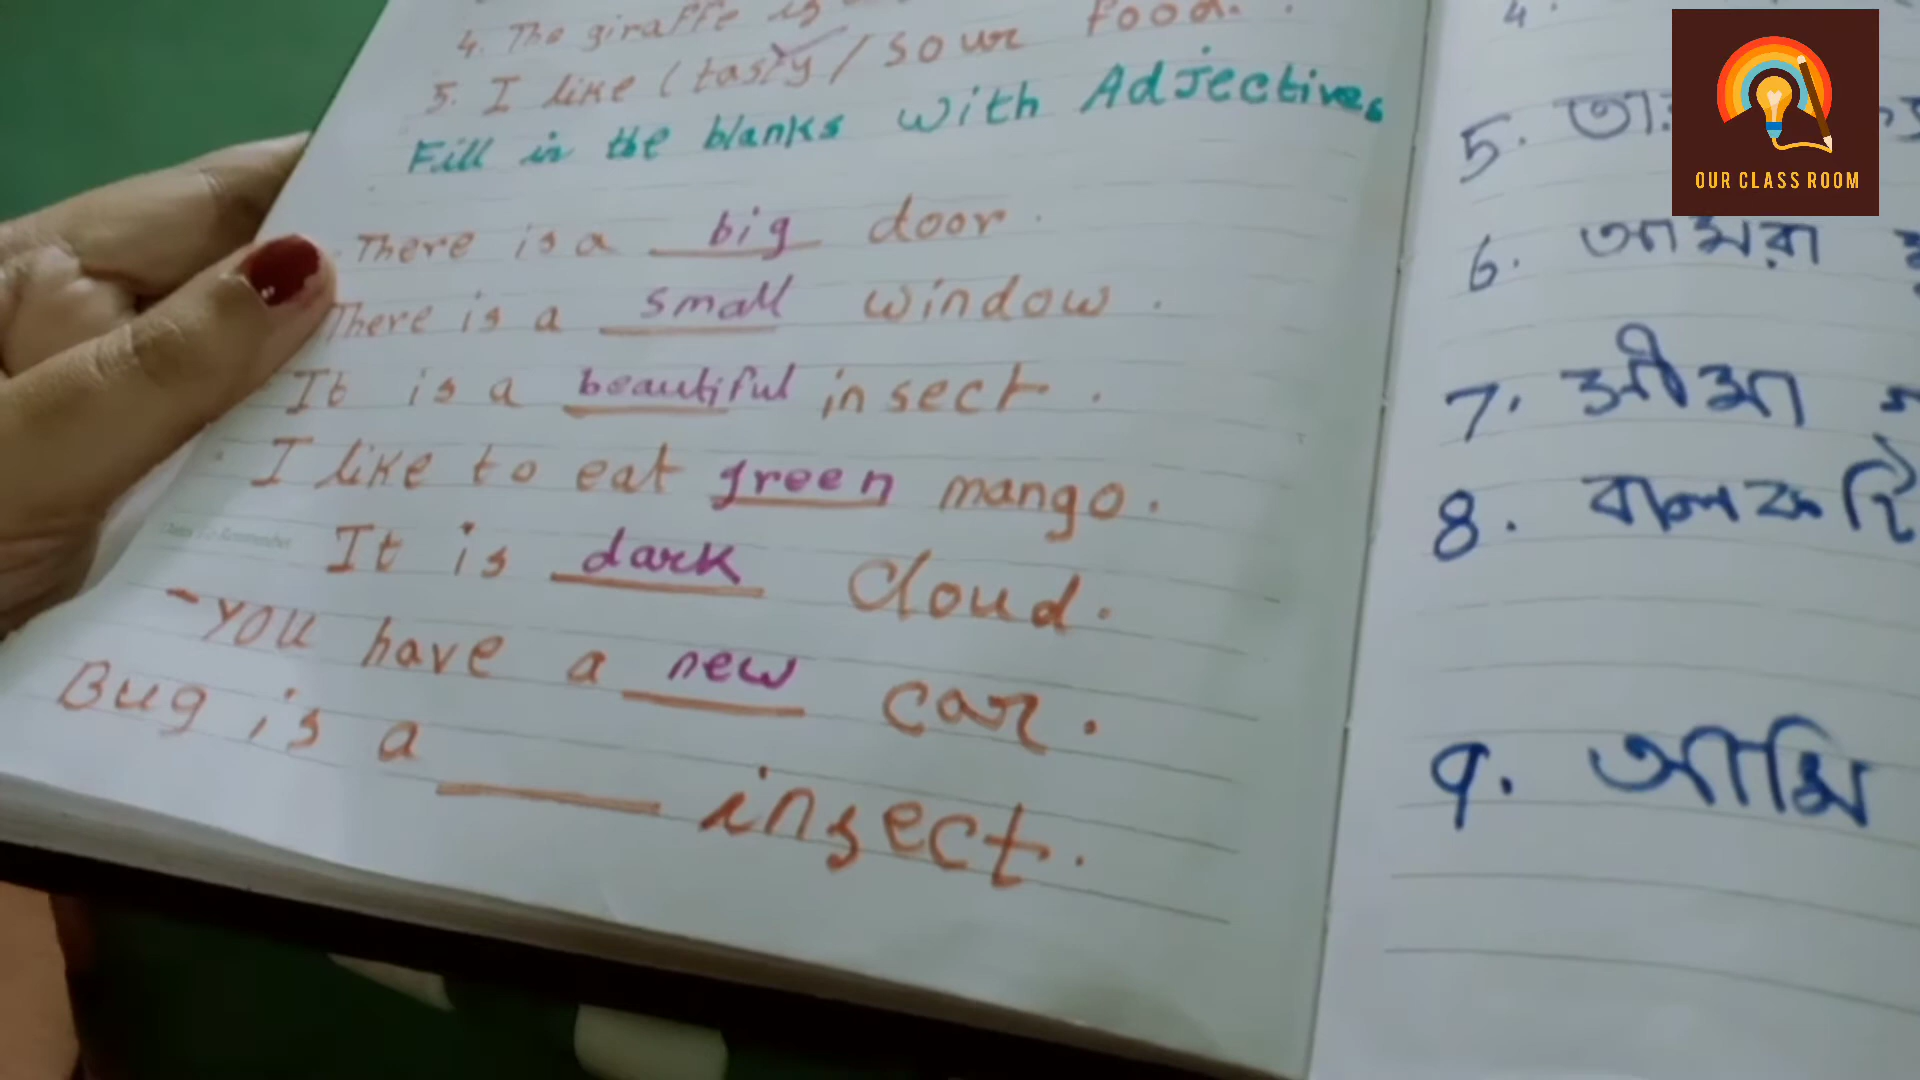 4. The giraffe is
5. I like (tasty/sour food.
Fill in the blanks with Adjectives
There is a big door.
There is a small window.
It is a beautiful insect.
I like to eat green mango.
It is dark cloud.
You have a new car.
Bug is a ______ insect.
4.
5.
6. আমরা
7. সীমা
8. বালকটি
9. আমি
OUR CLASS ROOM